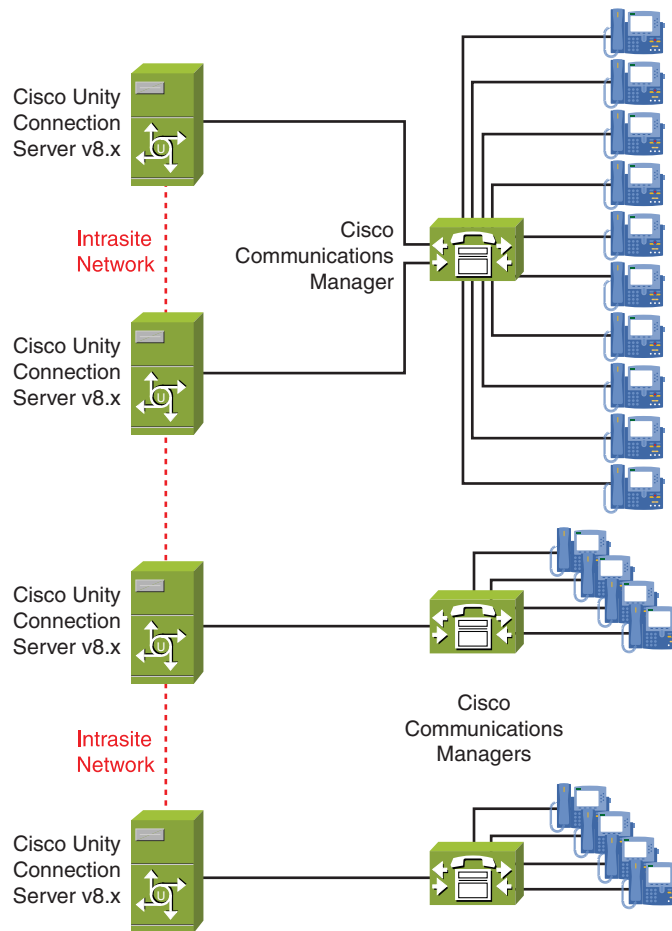 Cisco Unity
Connection
Server v8.x
U
Intrasite
Network
Cisco
Communications
Manager
Cisco Unity
Connection
Server v8.x
U
Cisco Unity
Connection
Server v8.x
U
Cisco
Communications
Managers
Intrasite
Network
Cisco Unity
Connection
Server v8.x
U